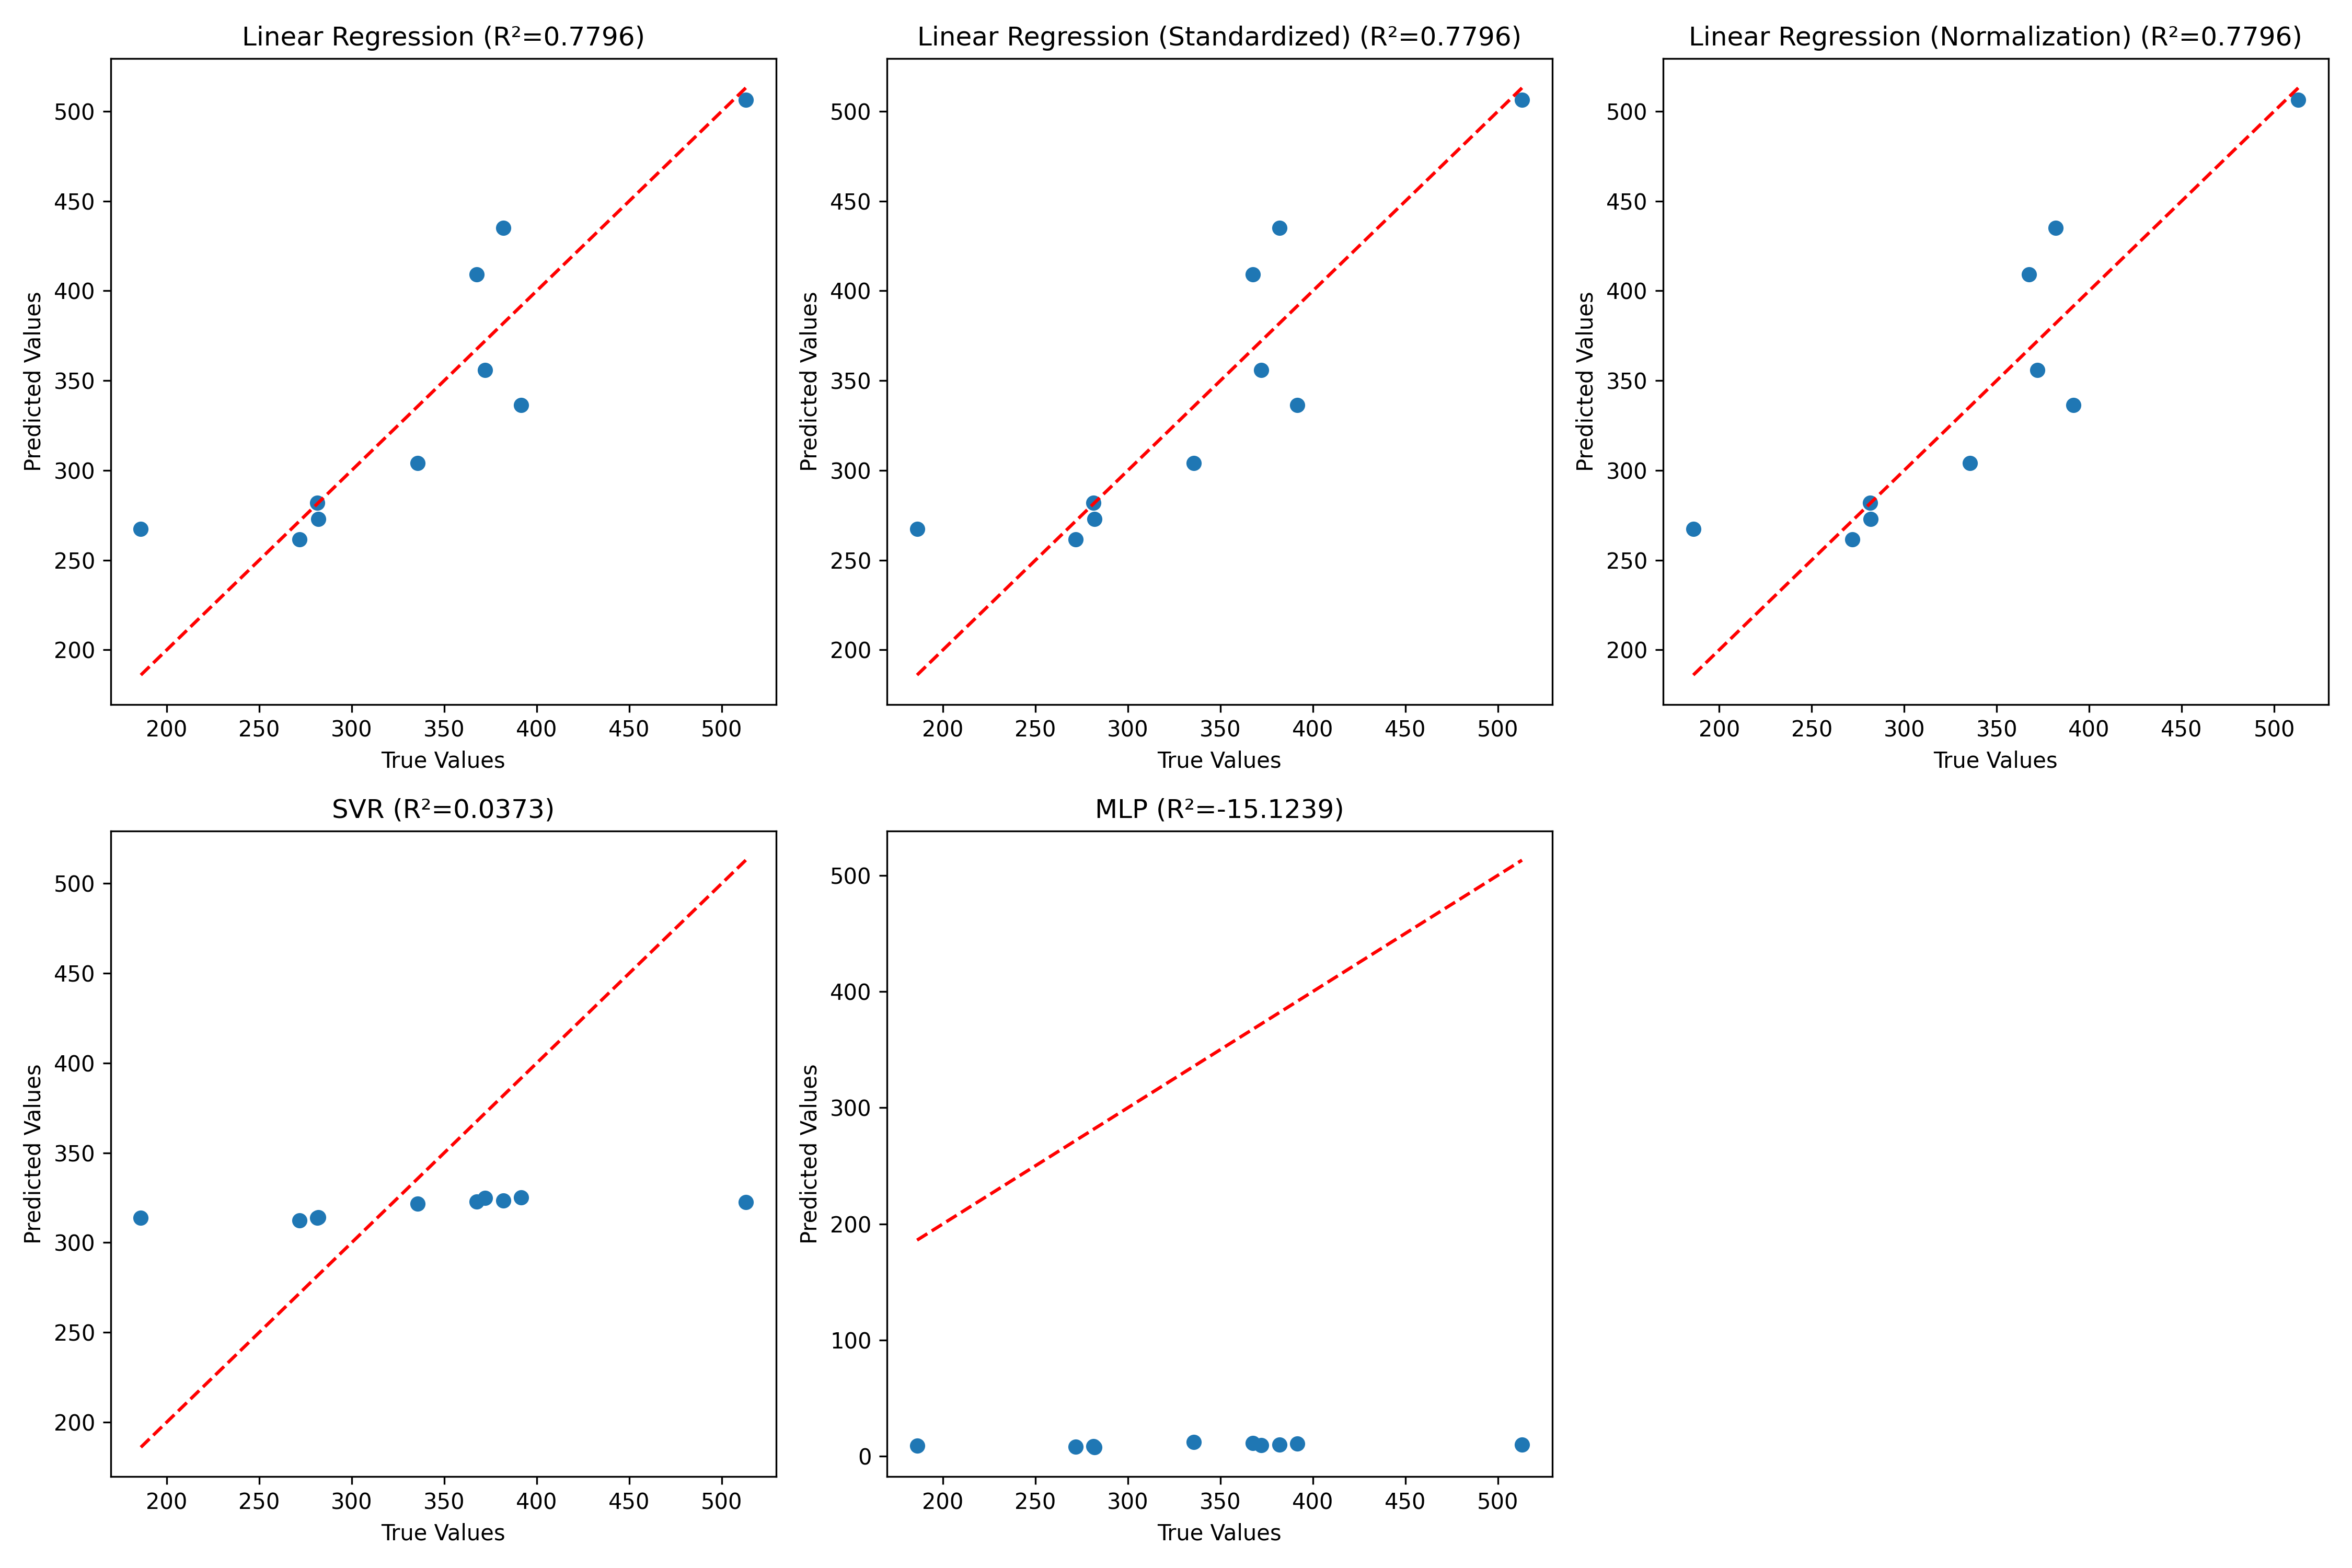 Linear Regression (R²=0.7796)
500
450
400
350
300
250
200
Predicted Values
200 250 300 350 400 450 500
True Values
Linear Regression (Standardized) (R²=0.7796)
500
450
400
350
300
250
200
Predicted Values
200 250 300 350 400 450 500
True Values
Linear Regression (Normalization) (R²=0.7796)
500
450
400
350
300
250
200
Predicted Values
200 250 300 350 400 450 500
True Values
SVR (R²=0.0373)
500
450
400
350
300
250
200
Predicted Values
200 250 300 350 400 450 500
True Values
MLP (R²=-15.1239)
500
400
300
200
100
0
Predicted Values
200 250 300 350 400 450 500
True Values